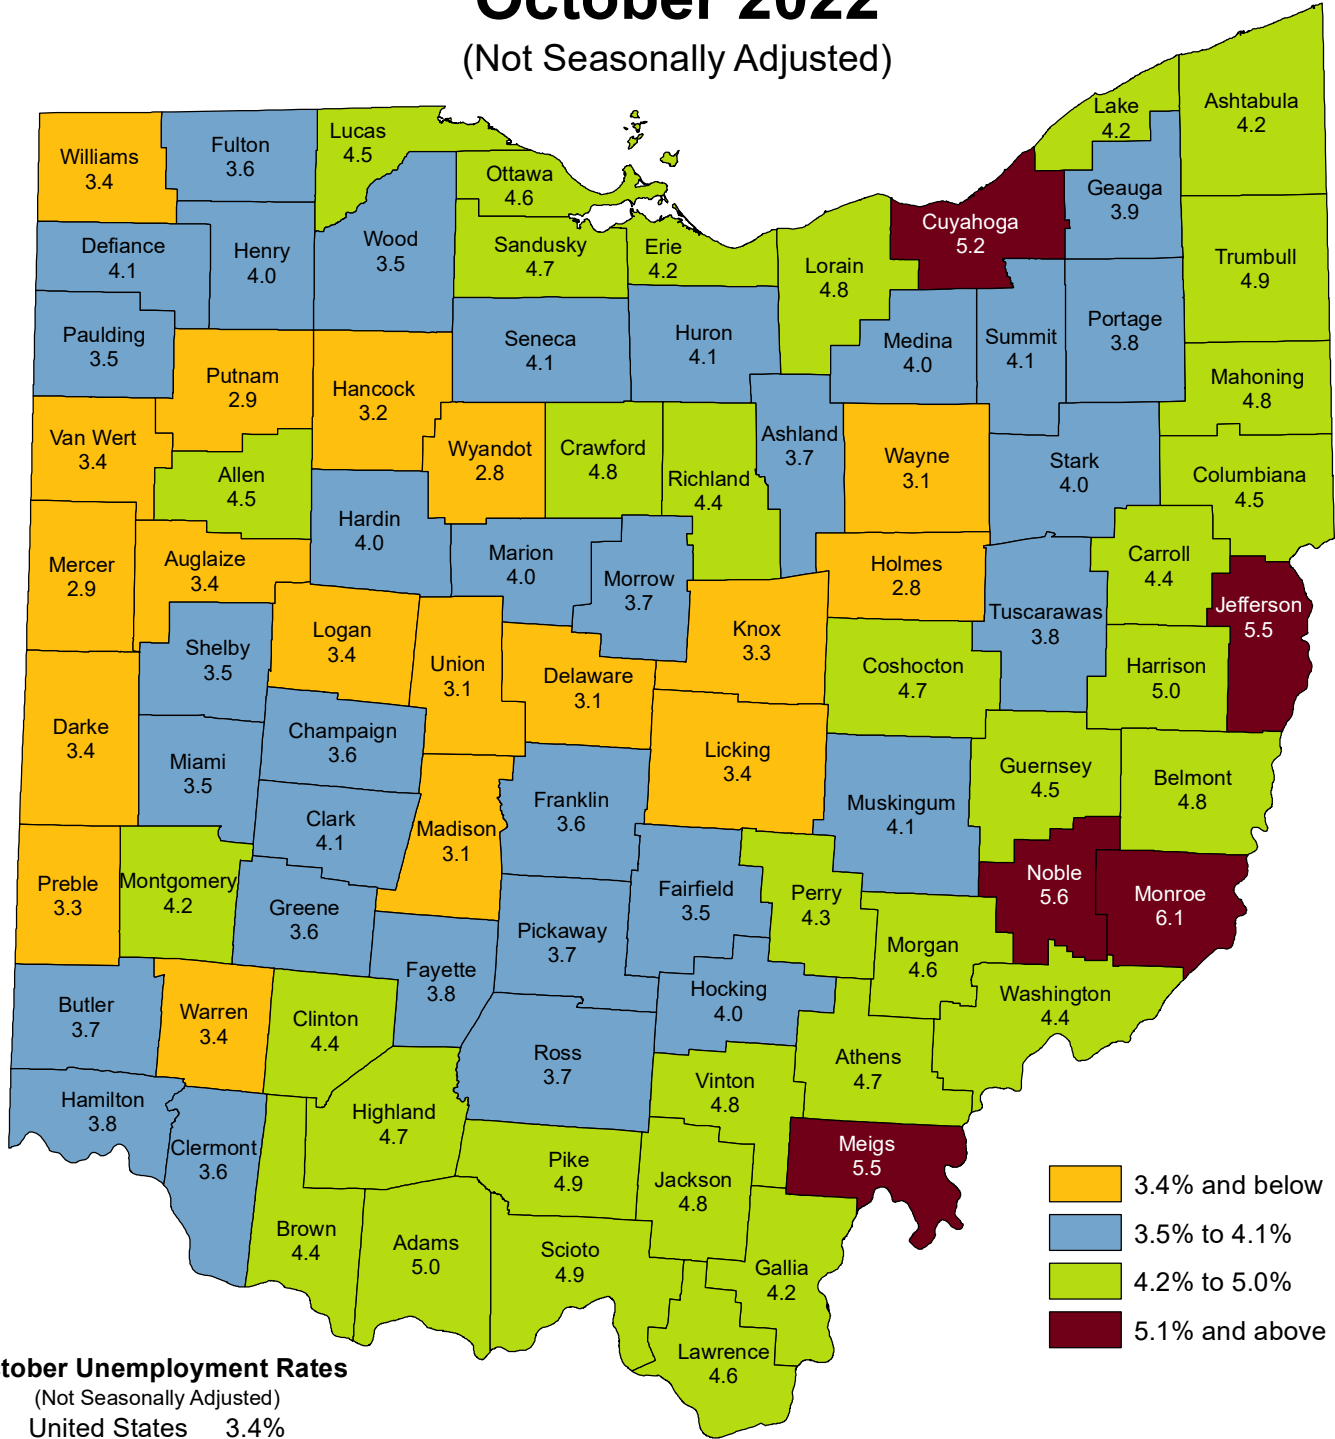 October 2022
(Not Seasonally Adjusted)
Williams
3.4
Fulton
3.6
Lucas
4.5
Ottawa
4.6
Lake
4.2
Ashtabula
4.2
Geauga
3.9
Cuyahoga
5.2
Defiance
4.1
Henry
4.0
Wood
3.5
Sandusky
4.7
Erie
4.2
Lorain
4.8
Trumbull
4.9
Paulding
3.5
Seneca
4.1
Huron
4.1
Medina
4.0
Summit
4.1
Portage
3.8
Putnam
2.9
Hancock
3.2
Mahoning
4.8
Van Wert
3.4
Allen
4.5
Wyandot
2.8
Crawford
4.8
Richland
4.4
Ashland
3.7
Wayne
3.1
Stark
4.0
Columbiana
4.5
Mercer
2.9
Auglaize
3.4
Hardin
4.0
Marion
4.0
Morrow
3.7
Holmes
2.8
Carroll
4.4
Tuscarawas
3.8
Jefferson
5.5
Shelby
3.5
Logan
3.4
Union
3.1
Delaware
3.1
Knox
3.3
Coshocton
4.7
Harrison
5.0
Darke
3.4
Miami
3.5
Champaign
3.6
Licking
3.4
Guernsey
4.5
Belmont
4.8
Clark
4.1
Madison
3.1
Franklin
3.6
Muskingum
4.1
Preble
3.3
Montgomery
4.2
Greene
3.6
Fairfield
3.5
Perry
4.3
Noble
5.6
Monroe
6.1
Pickaway
3.7
Morgan
4.6
Fayette
3.8
Hocking
4.0
Washington
4.4
Butler
3.7
Warren
3.4
Clinton
4.4
Ross
3.7
Athens
4.7
Hamilton
3.8
Clermont
3.6
Highland
4.7
Vinton
4.8
Pike
4.9
Jackson
4.8
Meigs
5.5
Brown
4.4
Adams
5.0
Scioto
4.9
Gallia
4.2
Lawrence
4.6
3.4% and below
3.5% to 4.1%
4.2% to 5.0%
5.1% and above
tober Unemployment Rates
(Not Seasonally Adjusted)
United States 3.4%